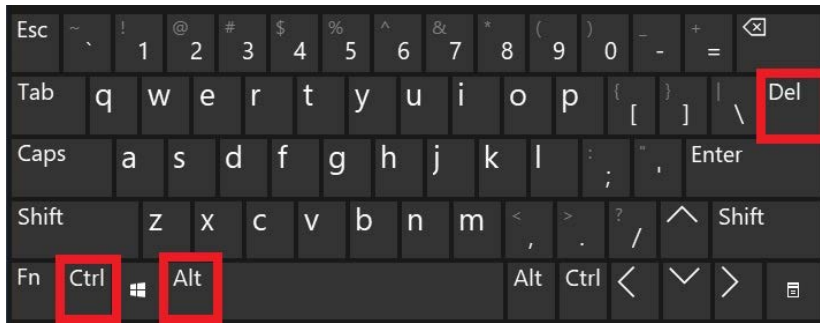 Esc ~ ` ! 1 @ 2 # 3 $ 4 % 5 ^ 6 & 7 * 8 ( 9 ) 0 _ - + =
Tab q w e r t y u i o p { [ } ] | \ Del
Caps a s d f g h j k l : ; " ' Enter
Shift z x c v b n m < , > . ? / Shift
Fn Ctrl Alt Alt Ctrl